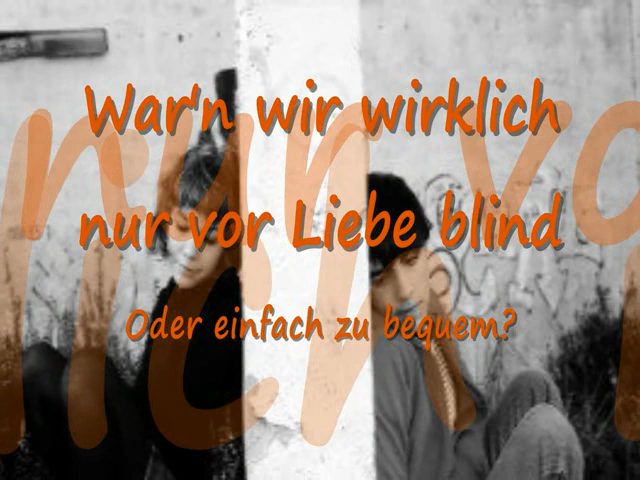 War'n wir wirklich
nur vor Liebe blind
Oder einfach zu bequem?